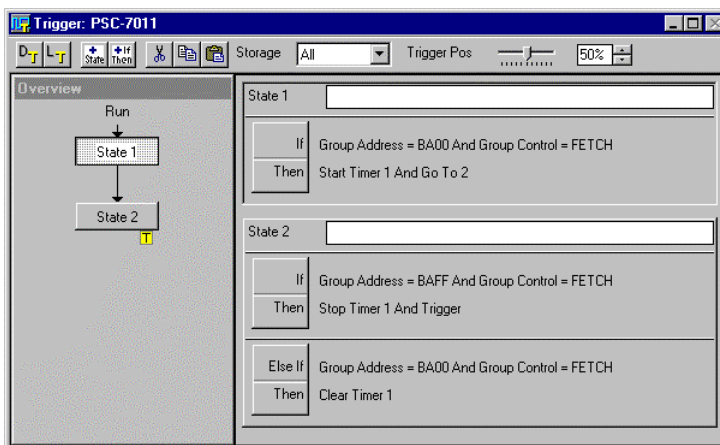 Trigger: PSC-7011
D T L T + State + If Then Storage All Trigger Pos 50%
Overview
Run
State 1
State 2
T
State 1
If Group Address = BA00 And Group Control = FETCH
Then Start Timer 1 And Go To 2
State 2
If Group Address = BAFF And Group Control = FETCH
Then Stop Timer 1 And Trigger
Else If Group Address = BA00 And Group Control = FETCH
Then Clear Timer 1